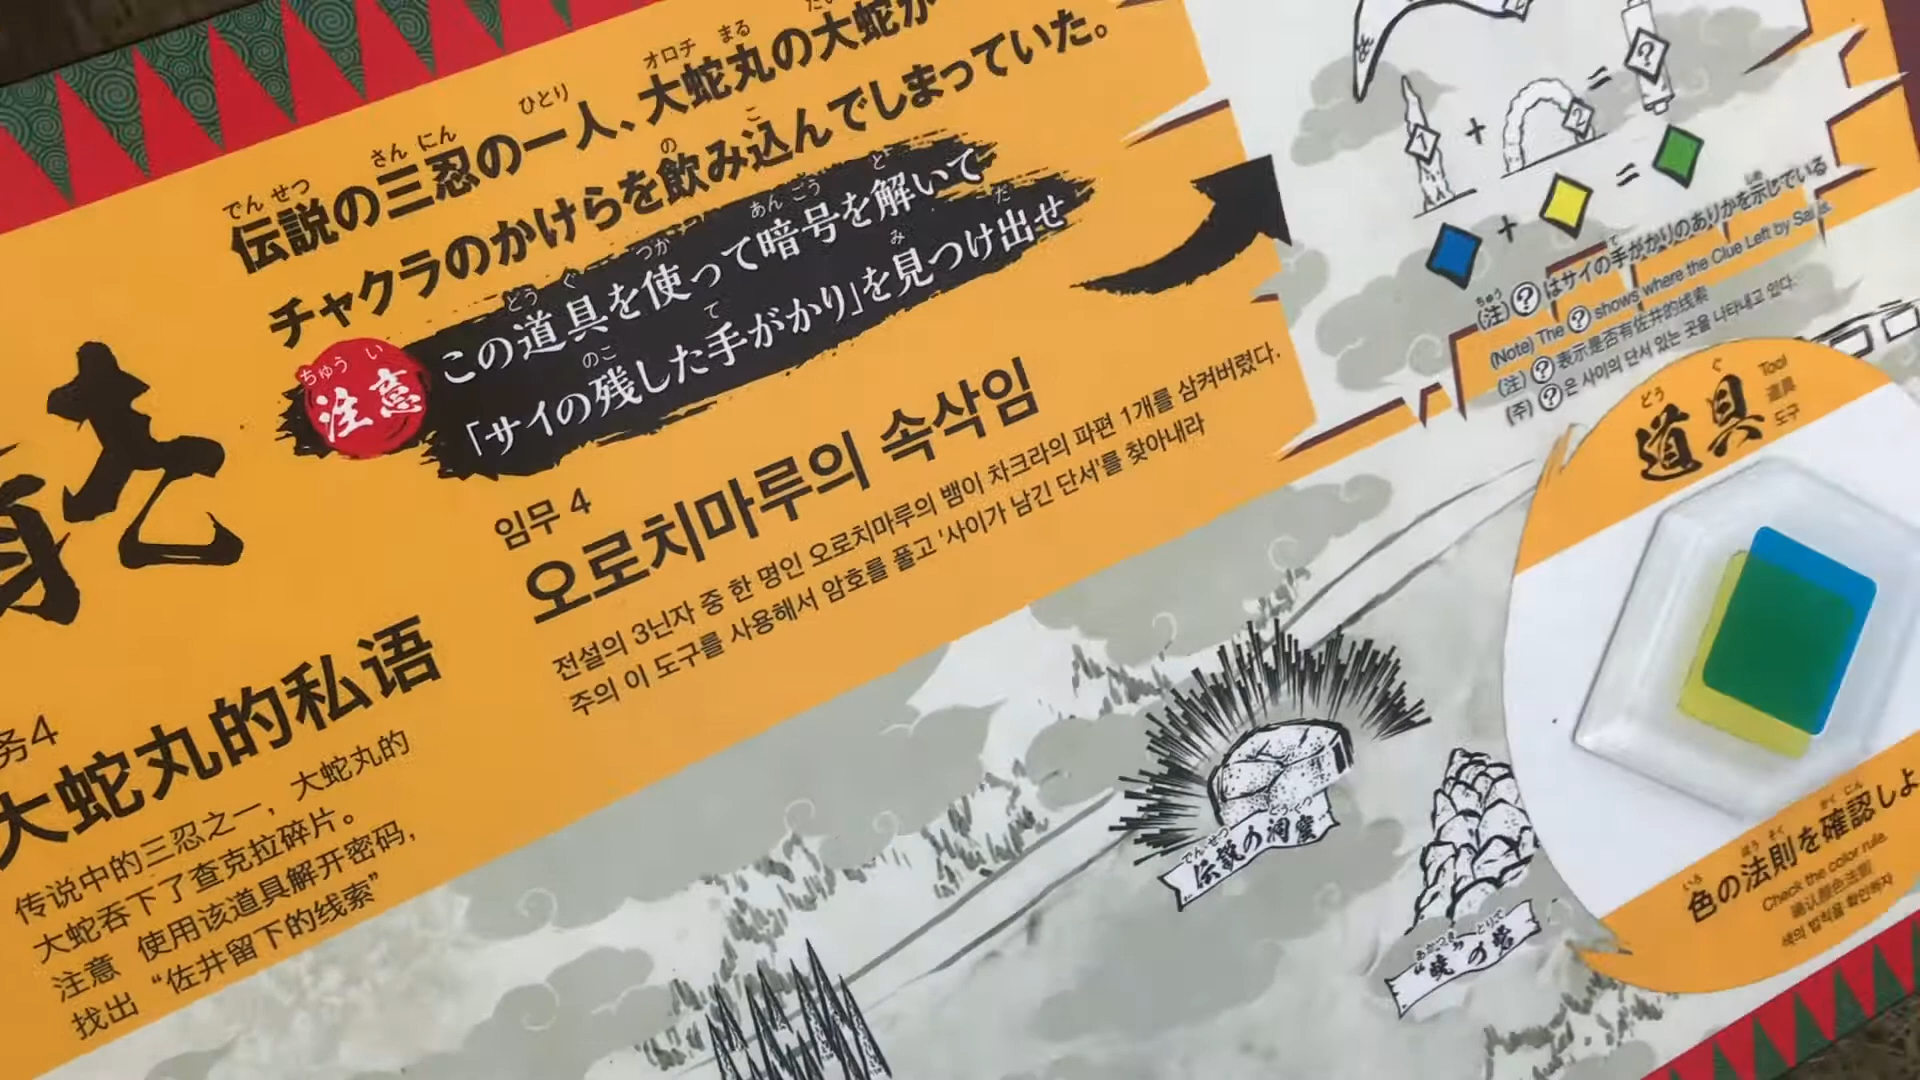 伝説の三忍の一人、大蛇丸の大蛇が
チャクラのかけらを飲み込んでしまっていた。
注意
この道具を使って暗号を解いて
「サイの残した手がかり」を見つけ出せ
임무 4
오로치마루의 속삭임
전설의 3닌자 중 한 명인 오로치마루의 뱀이 차크라의 파편 1개를 삼켜버렸다.
주의 이 도구를 사용해서 암호를 풀고 '사이가 남긴 단서'를 찾아내라
务4
大蛇丸的私语
传说中的三忍之一，大蛇丸的
大蛇吞下了查克拉碎片。
注意 使用该道具解开密码，
找出 “佐井留下的线索”
1 + 2 = ?
+ =
(注) ? はサイの手がかりのありかを示している
(Note) The ? shows where the Clue Left by Sai is.
(注) ? 表示是否有佐井的线索
(주) ? 은 사이의 단서 있는 곳을 나타내고 있다.
道具
Tool
道具
도구
色の法則を確認しよ
Check the color rule.
确认颜色法则
색의 법칙을 확인하자
伝説の洞窟
“暁”の砦